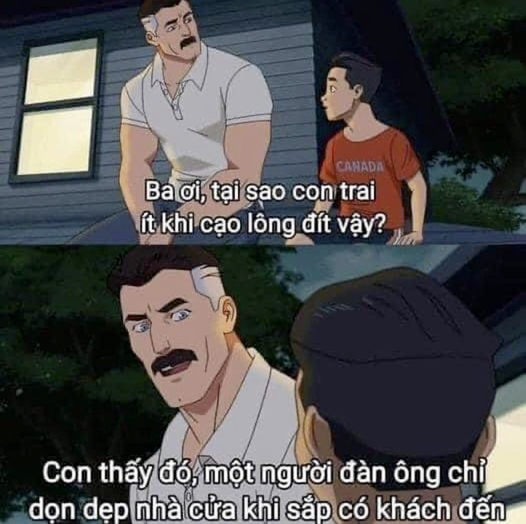 CANADA
Ba ơi, tại sao con trai
ít khi cạo lông đít vậy?
Con thấy đó, một người đàn ông chỉ
dọn dẹp nhà cửa khi sắp có khách đến